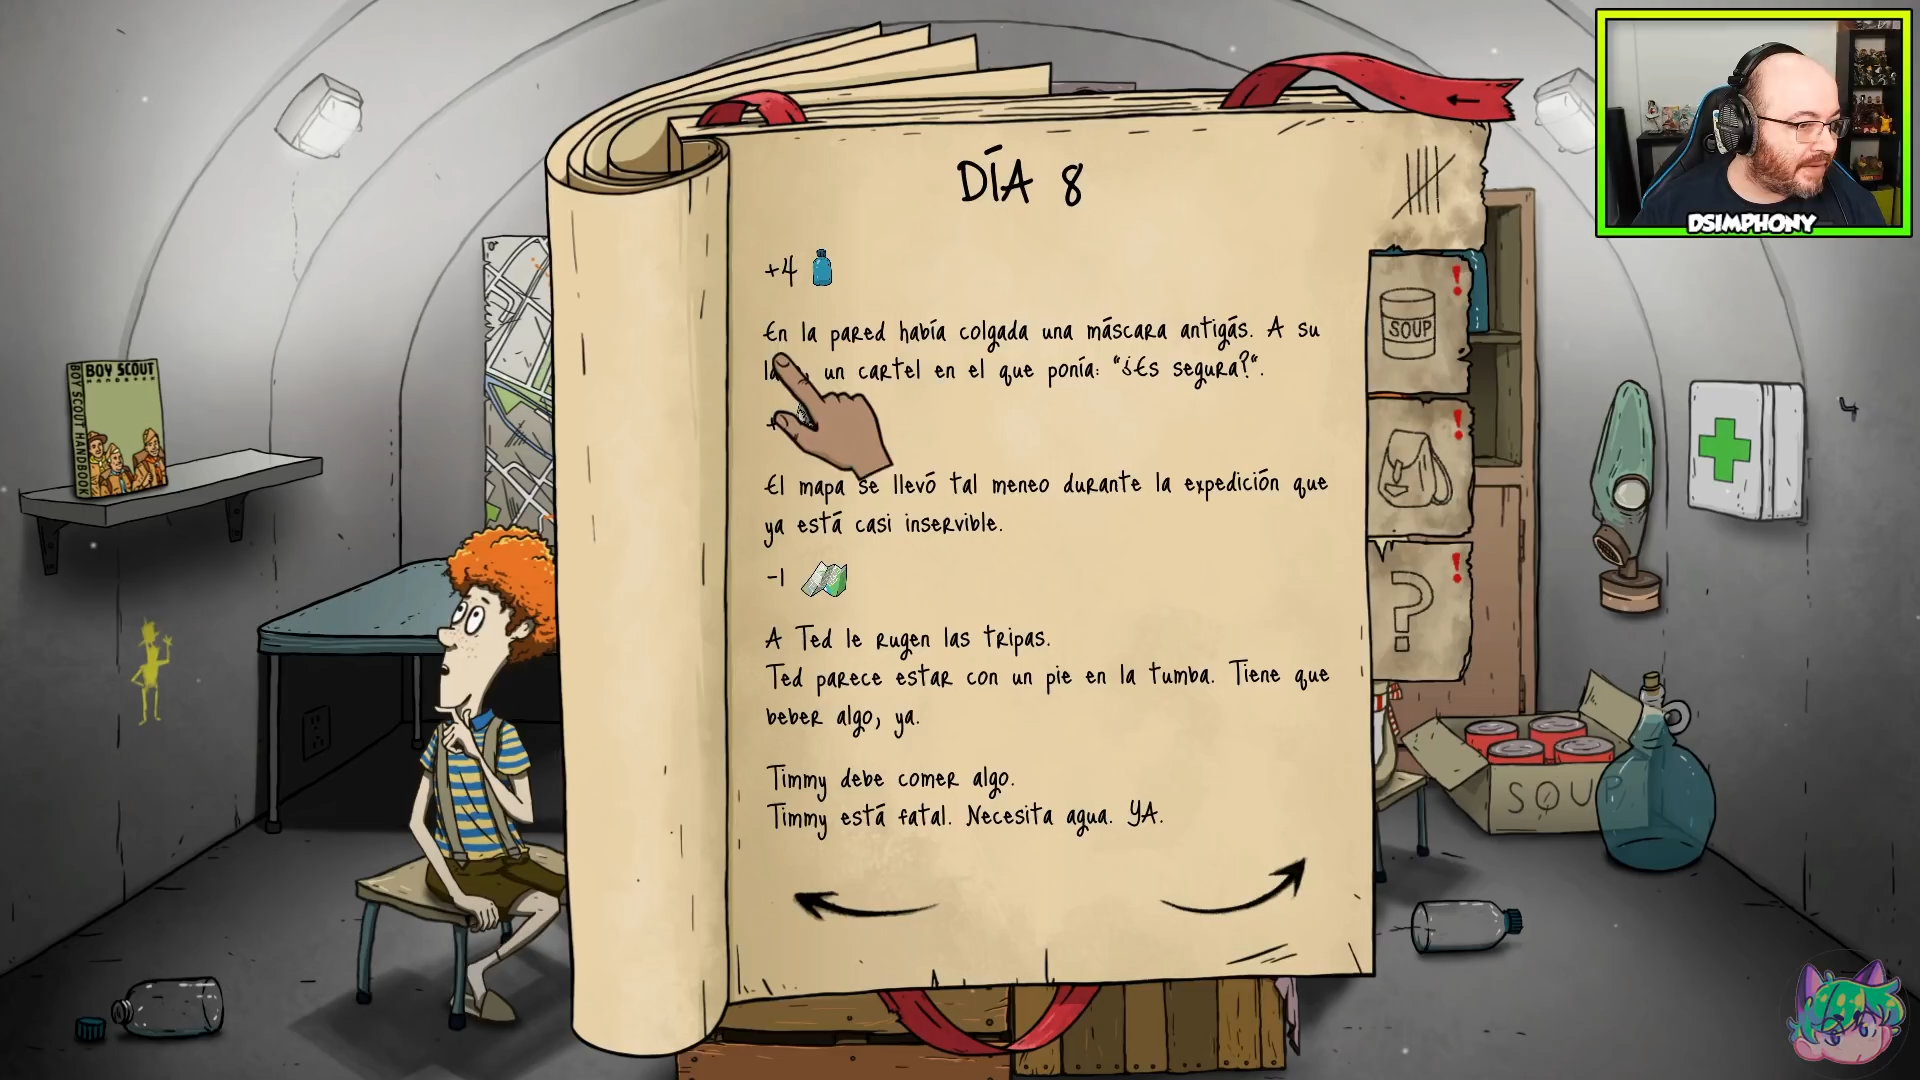 DSIMPHONY
BOY SCOUT
HANDBOOK
BOY SCOUT HANDBOOK
DÍA 8
+4
En la pared había colgada una máscara antigás. A su
un cartel en el que ponía: "¿Es segura?".
El mapa se llevó tal meneo durante la expedición que
ya está casi inservible.
-1
A Ted le rugen las tripas.
Ted parece estar con un pie en la tumba. Tiene que
beber algo, ya.
Timmy debe comer algo.
Timmy está fatal. Necesita agua. YA.
SOUP
!
!
?
!
SOUP